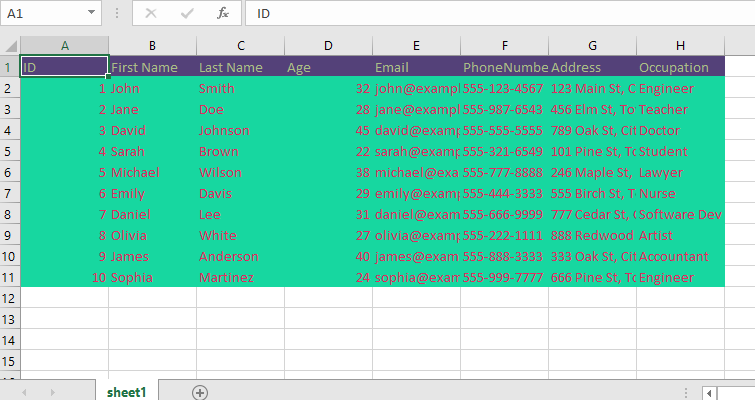 A1 fx ID
A B C D E F G H
1 ID First Name Last Name Age Email PhoneNumbe Address Occupation
2 1 John Smith 32 john@exampl 555-123-4567 123 Main St, C Engineer
3 2 Jane Doe 28 jane@exampl 555-987-6543 456 Elm St, To Teacher
4 3 David Johnson 45 david@examp 555-555-5555 789 Oak St, Cit Doctor
5 4 Sarah Brown 22 sarah@examp 555-321-6549 101 Pine St, To Student
6 5 Michael Wilson 38 michael@exa 555-777-8888 246 Maple St, Lawyer
7 6 Emily Davis 29 emily@examp 555-444-3333 555 Birch St, T Nurse
8 7 Daniel Lee 31 daniel@exam 555-666-9999 777 Cedar St, Software Dev
9 8 Olivia White 27 olivia@examp 555-222-1111 888 Redwood Artist
10 9 James Anderson 40 james@exam 555-888-3333 333 Oak St, Cit Accountant
11 10 Sophia Martinez 24 sophia@exam 555-999-7777 666 Pine St, To Engineer
12
13
14
15
sheet1